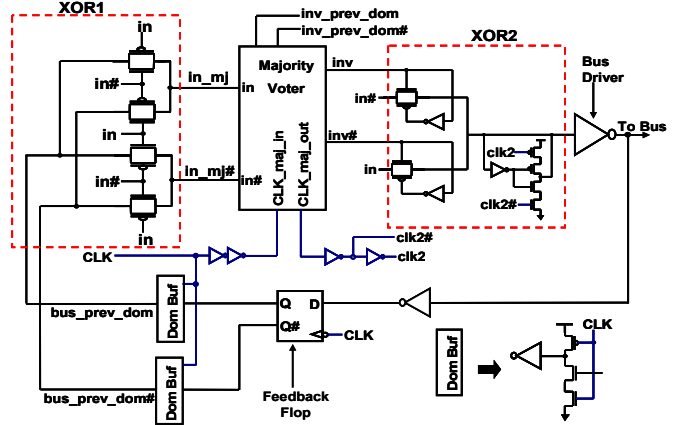 XOR1
in
in#
in
in#
in
in_mj
in_mj#
inv_prev_dom
inv_prev_dom#
Majority
Voter
in
in#
CLK_maj_in
CLK_maj_out
inv
inv#
XOR2
in#
in
clk2
clk2#
Bus
Driver
To Bus
CLK
clk2#
clk2
bus_prev_dom
Dom Buf
bus_prev_dom#
Dom Buf
Q
D
Q#
CLK
Feedback
Flop
Dom Buf
CLK